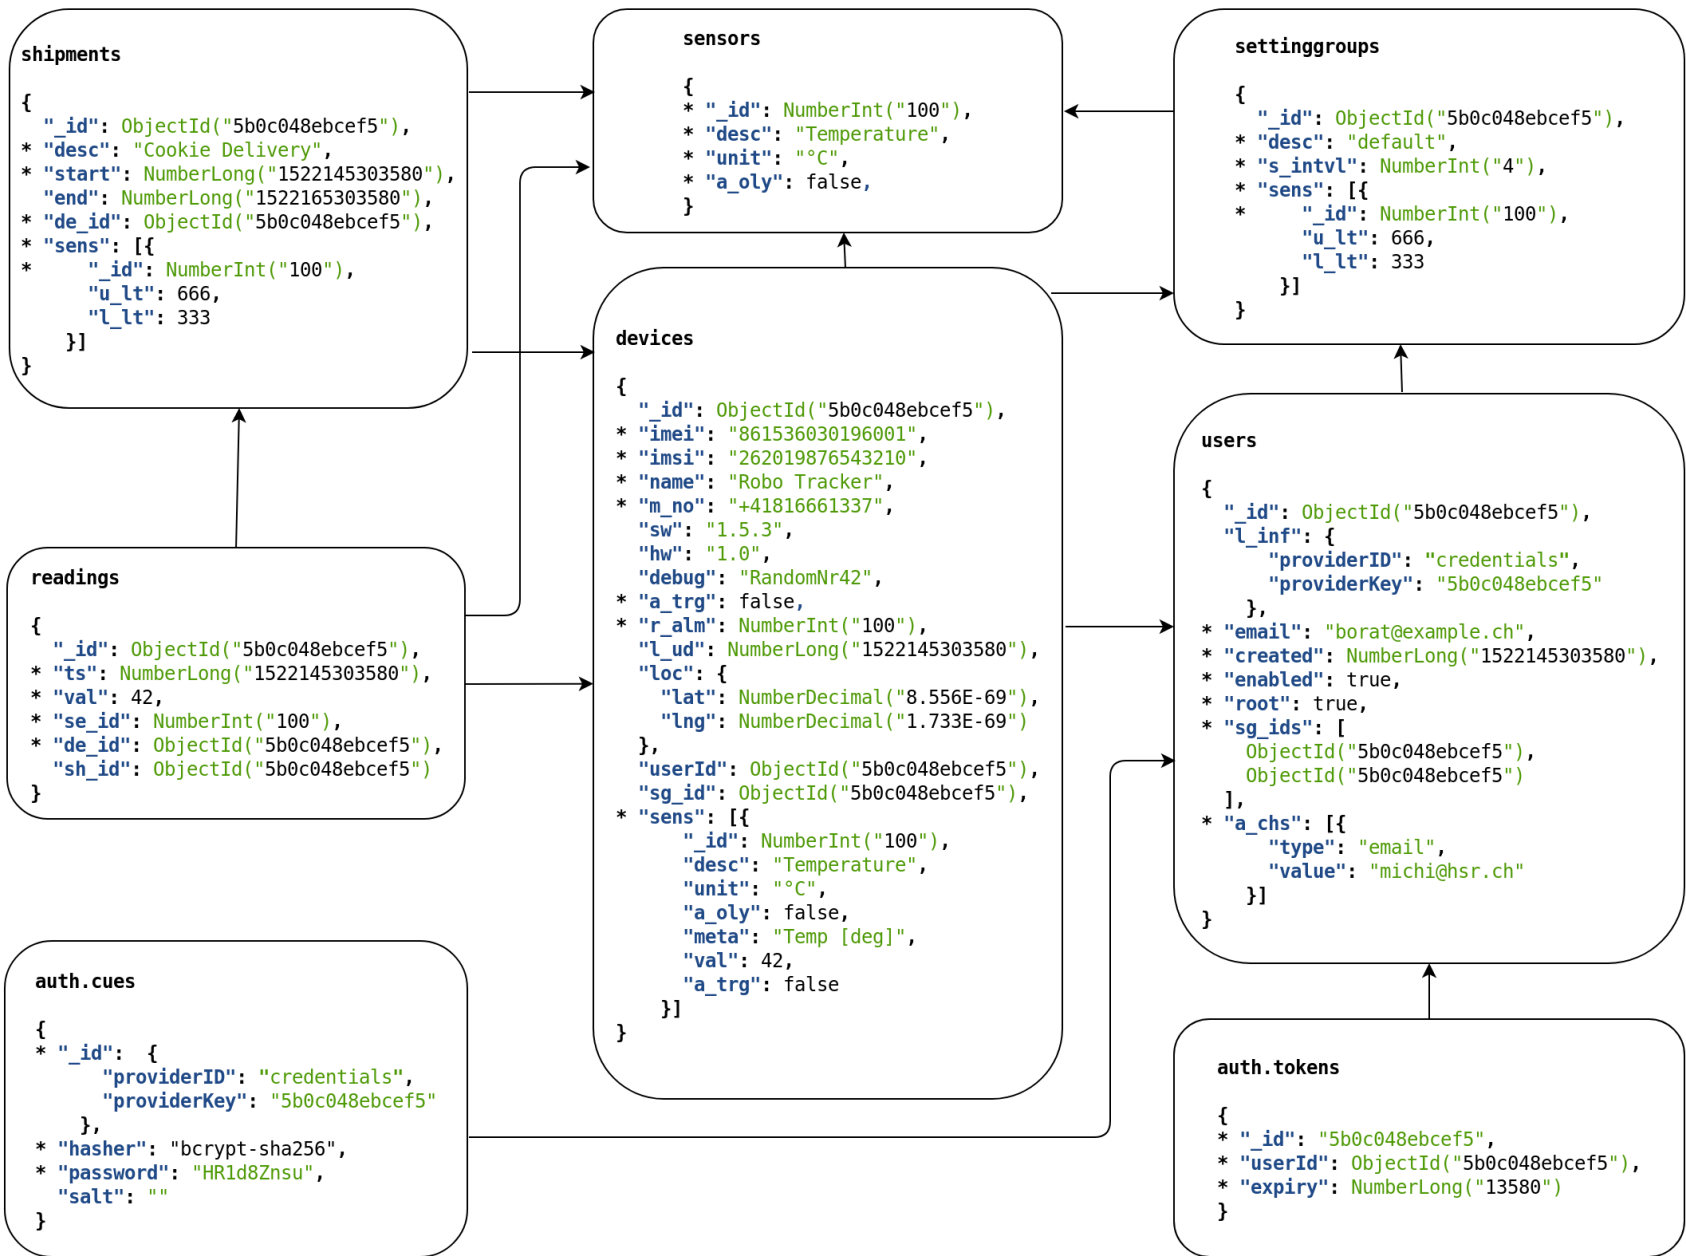 shipments
{
"_id": ObjectId("5b0c048ebcef5"),
* "desc": "Cookie Delivery",
* "start": NumberLong("1522145303580"),
"end": NumberLong("1522165303580"),
* "de_id": ObjectId("5b0c048ebcef5"),
* "sens": [{
* "_id": NumberInt("100"),
"u_lt": 666,
"l_lt": 333
}]
}
sensors
{
* "_id": NumberInt("100"),
* "desc": "Temperature",
* "unit": "°C",
* "a_oly": false,
}
settinggroups
{
"_id": ObjectId("5b0c048ebcef5"),
* "desc": "default",
* "s_intvl": NumberInt("4"),
* "sens": [{
* "_id": NumberInt("100"),
"u_lt": 666,
"l_lt": 333
}]
}
readings
{
"_id": ObjectId("5b0c048ebcef5"),
* "ts": NumberLong("1522145303580"),
* "val": 42,
* "se_id": NumberInt("100"),
* "de_id": ObjectId("5b0c048ebcef5"),
"sh_id": ObjectId("5b0c048ebcef5")
}
devices
{
"_id": ObjectId("5b0c048ebcef5"),
* "imei": "861536030196001",
* "imsi": "262019876543210",
* "name": "Robo Tracker",
* "m_no": "+41816661337",
"sw": "1.5.3",
"hw": "1.0",
"debug": "RandomNr42",
* "a_trg": false,
* "r_alm": NumberInt("100"),
"l_ud": NumberLong("1522145303580"),
"loc": {
"lat": NumberDecimal("8.556E-69"),
"lng": NumberDecimal("1.733E-69")
},
"userId": ObjectId("5b0c048ebcef5"),
"sg_id": ObjectId("5b0c048ebcef5"),
* "sens": [{
"_id": NumberInt("100"),
"desc": "Temperature",
"unit": "°C",
"a_oly": false,
"meta": "Temp [deg]",
"val": 42,
"a_trg": false
}]
}
users
{
"_id": ObjectId("5b0c048ebcef5"),
"l_inf": {
"providerID": "credentials",
"providerKey": "5b0c048ebcef5"
},
* "email": "borat@example.ch",
* "created": NumberLong("1522145303580"),
* "enabled": true,
* "root": true,
* "sg_ids": [
ObjectId("5b0c048ebcef5"),
ObjectId("5b0c048ebcef5")
],
* "a_chs": [{
"type": "email",
"value": "michi@hsr.ch"
}]
}
auth.cues
{
* "_id":  {
"providerID": "credentials",
"providerKey": "5b0c048ebcef5"
},
* "hasher": "bcrypt-sha256",
* "password": "HR1d8Znsu",
"salt": ""
}
auth.tokens
{
* "_id": "5b0c048ebcef5",
* "userId": ObjectId("5b0c048ebcef5"),
* "expiry": NumberLong("13580")
}